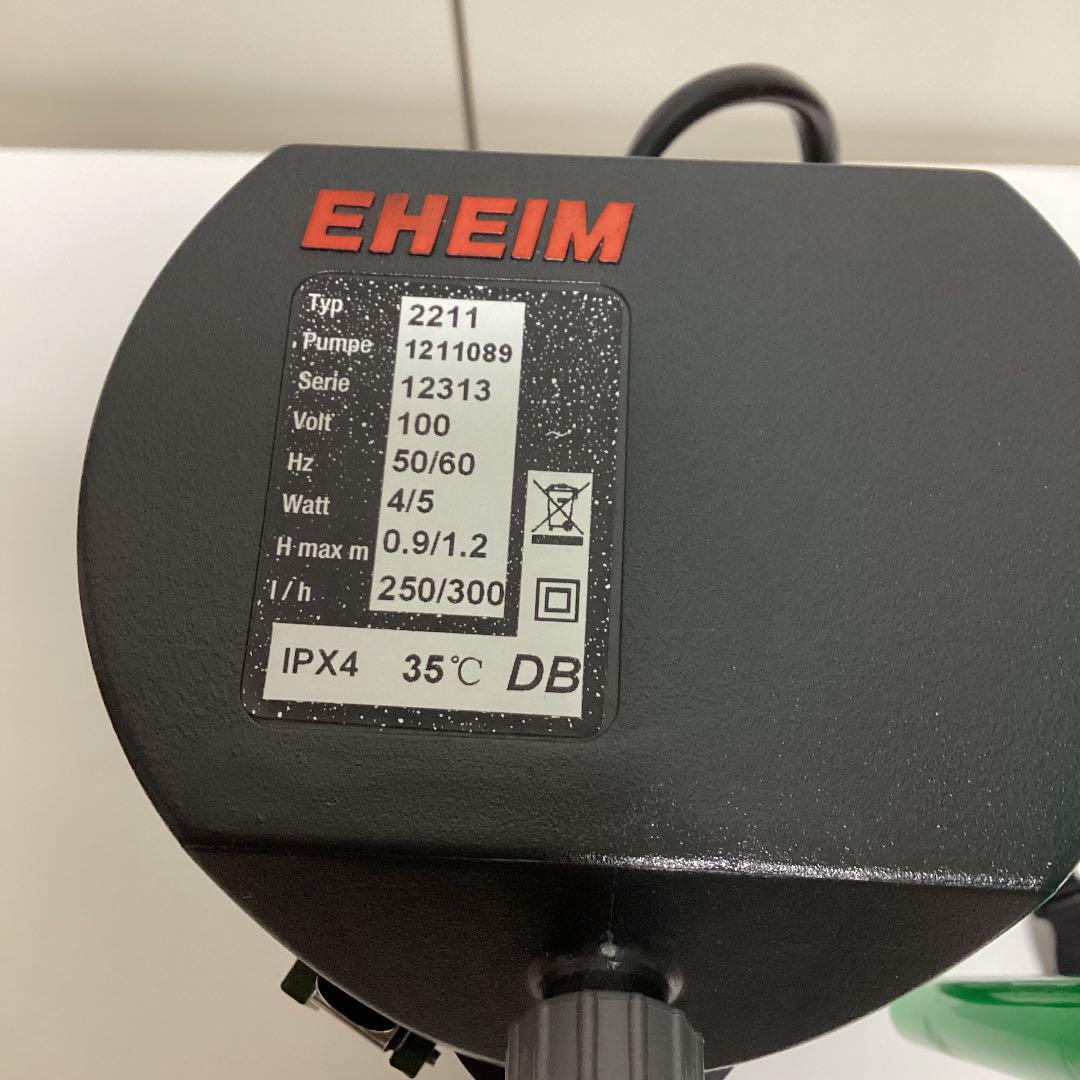 EHEIM
Typ 2211
Pumpe 1211089
Serie 12313
Volt 100
Hz 50/60
Watt 4/5
H max m 0.9/1.2
l/h 250/300
IPX4 35℃ DB